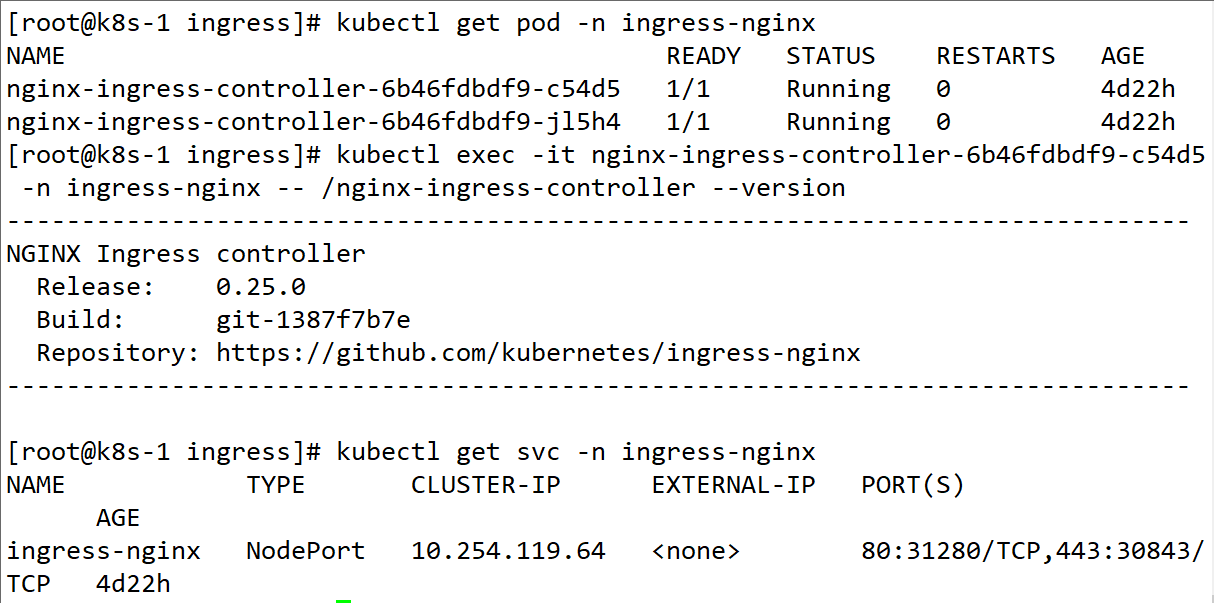 [root@k8s-1 ingress]# kubectl get pod -n ingress-nginx
NAME                                        READY   STATUS    RESTARTS   AGE
nginx-ingress-controller-6b46fdbdf9-c54d5   1/1     Running   0          4d22h
nginx-ingress-controller-6b46fdbdf9-jl5h4   1/1     Running   0          4d22h
[root@k8s-1 ingress]# kubectl exec -it nginx-ingress-controller-6b46fdbdf9-c54d5
 -n ingress-nginx -- /nginx-ingress-controller --version
-------------------------------------------------------------------------------
NGINX Ingress controller
  Release:    0.25.0
  Build:      git-1387f7b7e
  Repository: https://github.com/kubernetes/ingress-nginx
-------------------------------------------------------------------------------
[root@k8s-1 ingress]# kubectl get svc -n ingress-nginx
NAME            TYPE       CLUSTER-IP      EXTERNAL-IP   PORT(S)
      AGE
ingress-nginx   NodePort   10.254.119.64   <none>        80:31280/TCP,443:30843/
TCP   4d22h